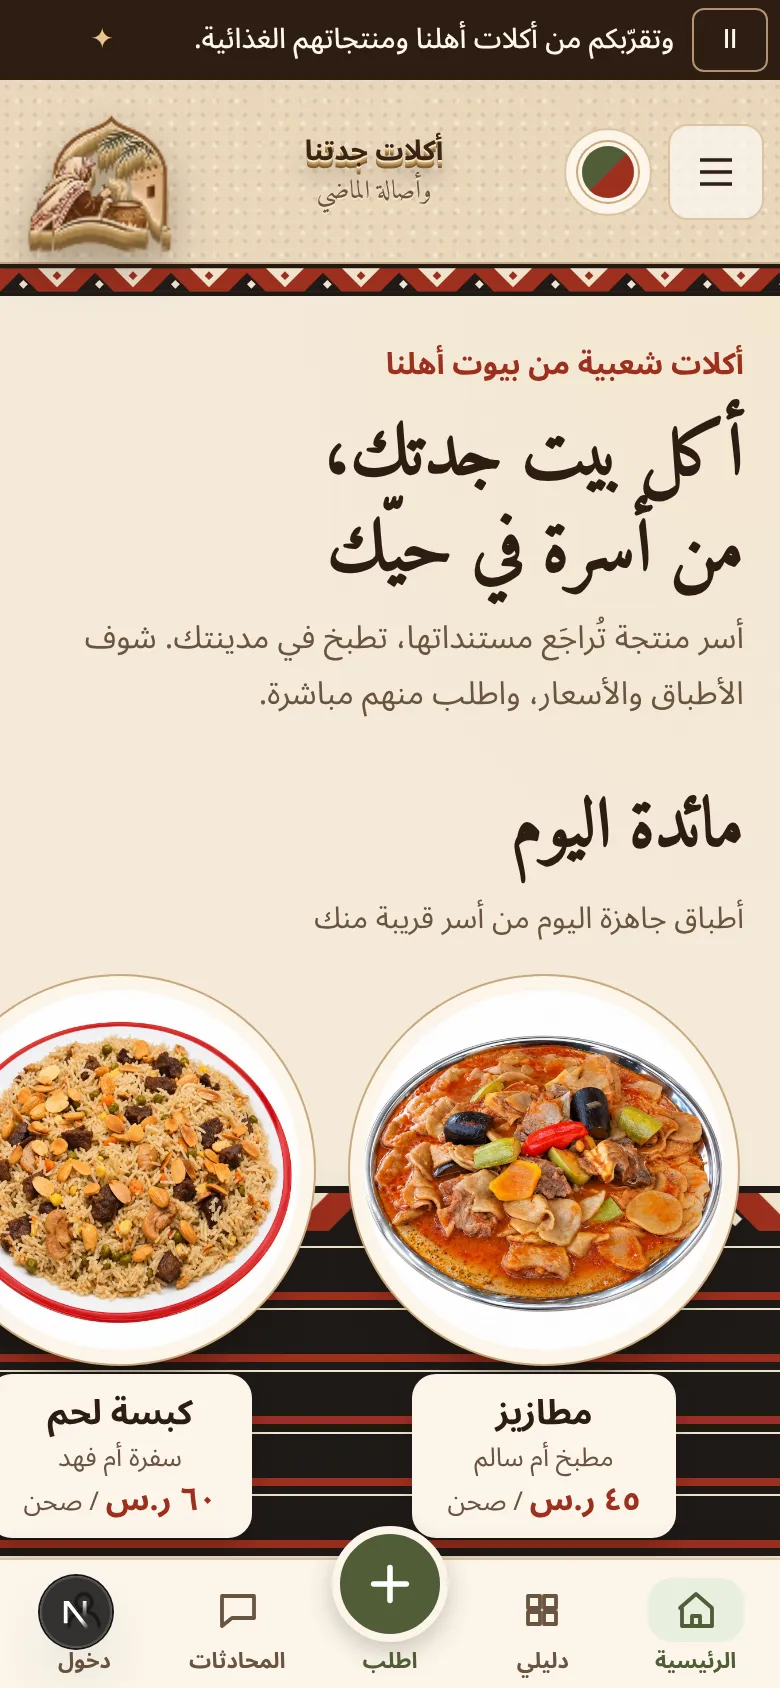 وتقرّبكم من أكلات أهلنا ومنتجاتهم الغذائية.
أكلات جدتنا
وأصالة الماضي
أكلات شعبية من بيوت أهلنا
أكل بيت جدتك،
من أسرة في حيّك
أسر منتجة تُراجَع مستنداتها، تطبخ في مدينتك. شوف
الأطباق والأسعار، واطلب منهم مباشرة.
مائدة اليوم
أطباق جاهزة اليوم من أسر قريبة منك
مطازيز
مطبخ أم سالم
٤٥ ر.س / صحن
كبسة لحم
سفرة أم فهد
٦٠ ر.س / صحن
الرئيسية
دليلي
اطلب
المحادثات
دخول
N